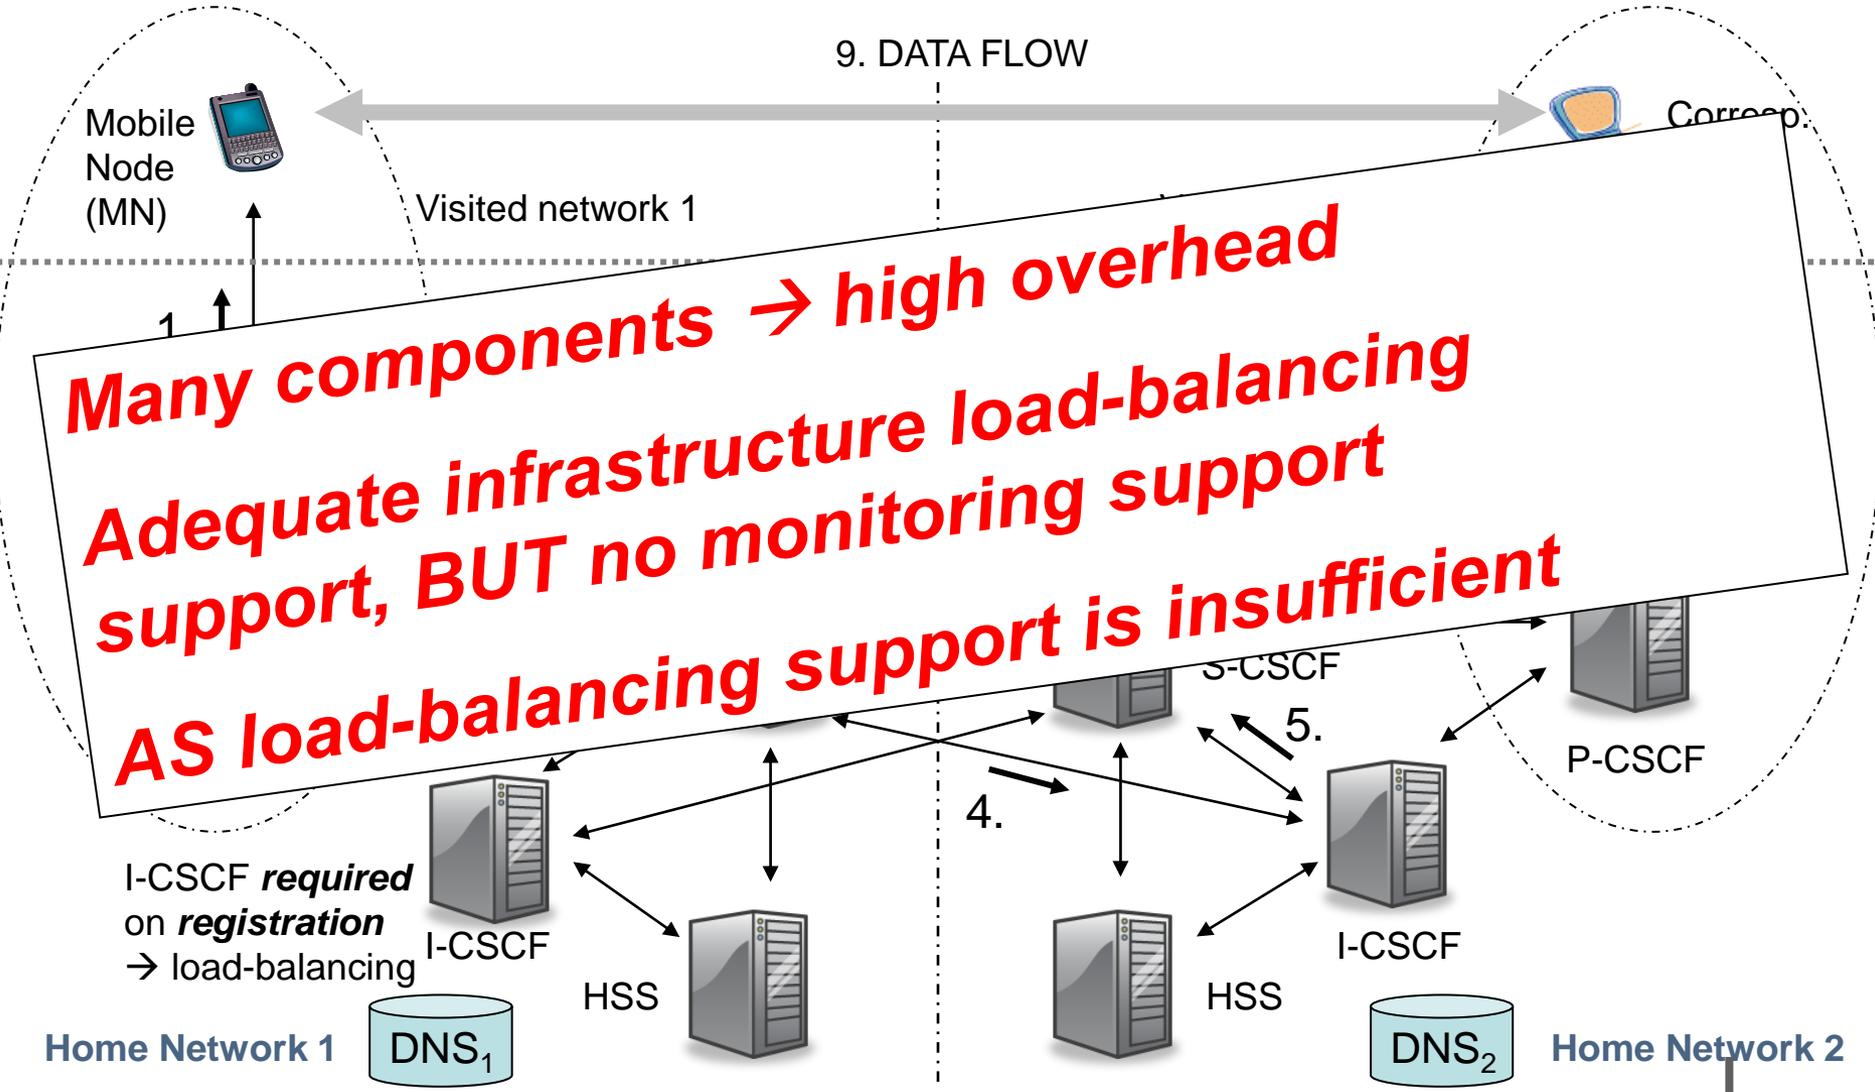 9. DATA FLOW
Mobile
Node
(MN)
Corresp.
Visited network 1
1
Many components → high overhead
Adequate infrastructure load-balancing
support, BUT no monitoring support
AS load-balancing support is insufficient
S-CSCF
5.
P-CSCF
4.
I-CSCF required
on registration
→ load-balancing
I-CSCF
I-CSCF
HSS
HSS
DNS1
DNS2
Home Network 1
Home Network 2